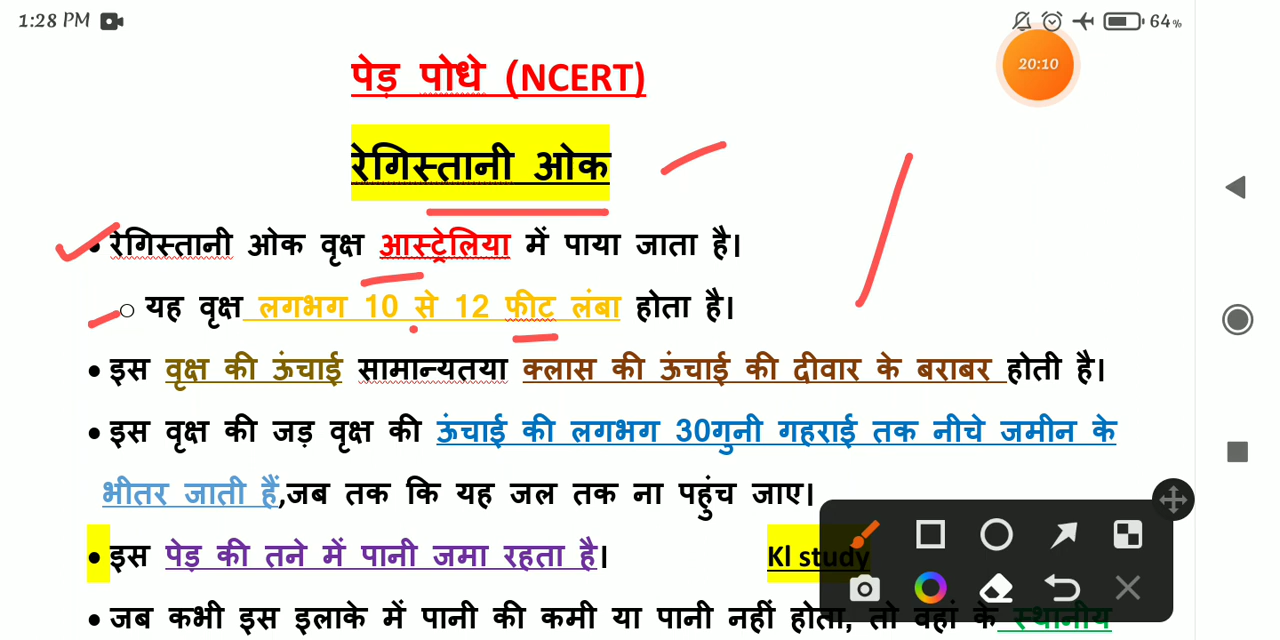 1:28 PM
64%
20:10
पेड़ पोधे (NCERT)
रेगिस्तानी ओक
• रेगिस्तानी ओक वृक्ष आस्ट्रेलिया में पाया जाता है।
○ यह वृक्ष लगभग 10 से 12 फीट लंबा होता है।
• इस वृक्ष की ऊंचाई सामान्यतया क्लास की ऊंचाई की दीवार के बराबर होती है।
• इस वृक्ष की जड़ वृक्ष की ऊंचाई की लगभग 30गुनी गहराई तक नीचे जमीन के
भीतर जाती हैं,जब तक कि यह जल तक ना पहुंच जाए।
• इस पेड़ की तने में पानी जमा रहता है।
Kl study
• जब कभी इस इलाके में पानी की कमी या पानी नहीं होता, तो वहां के स्थानीय